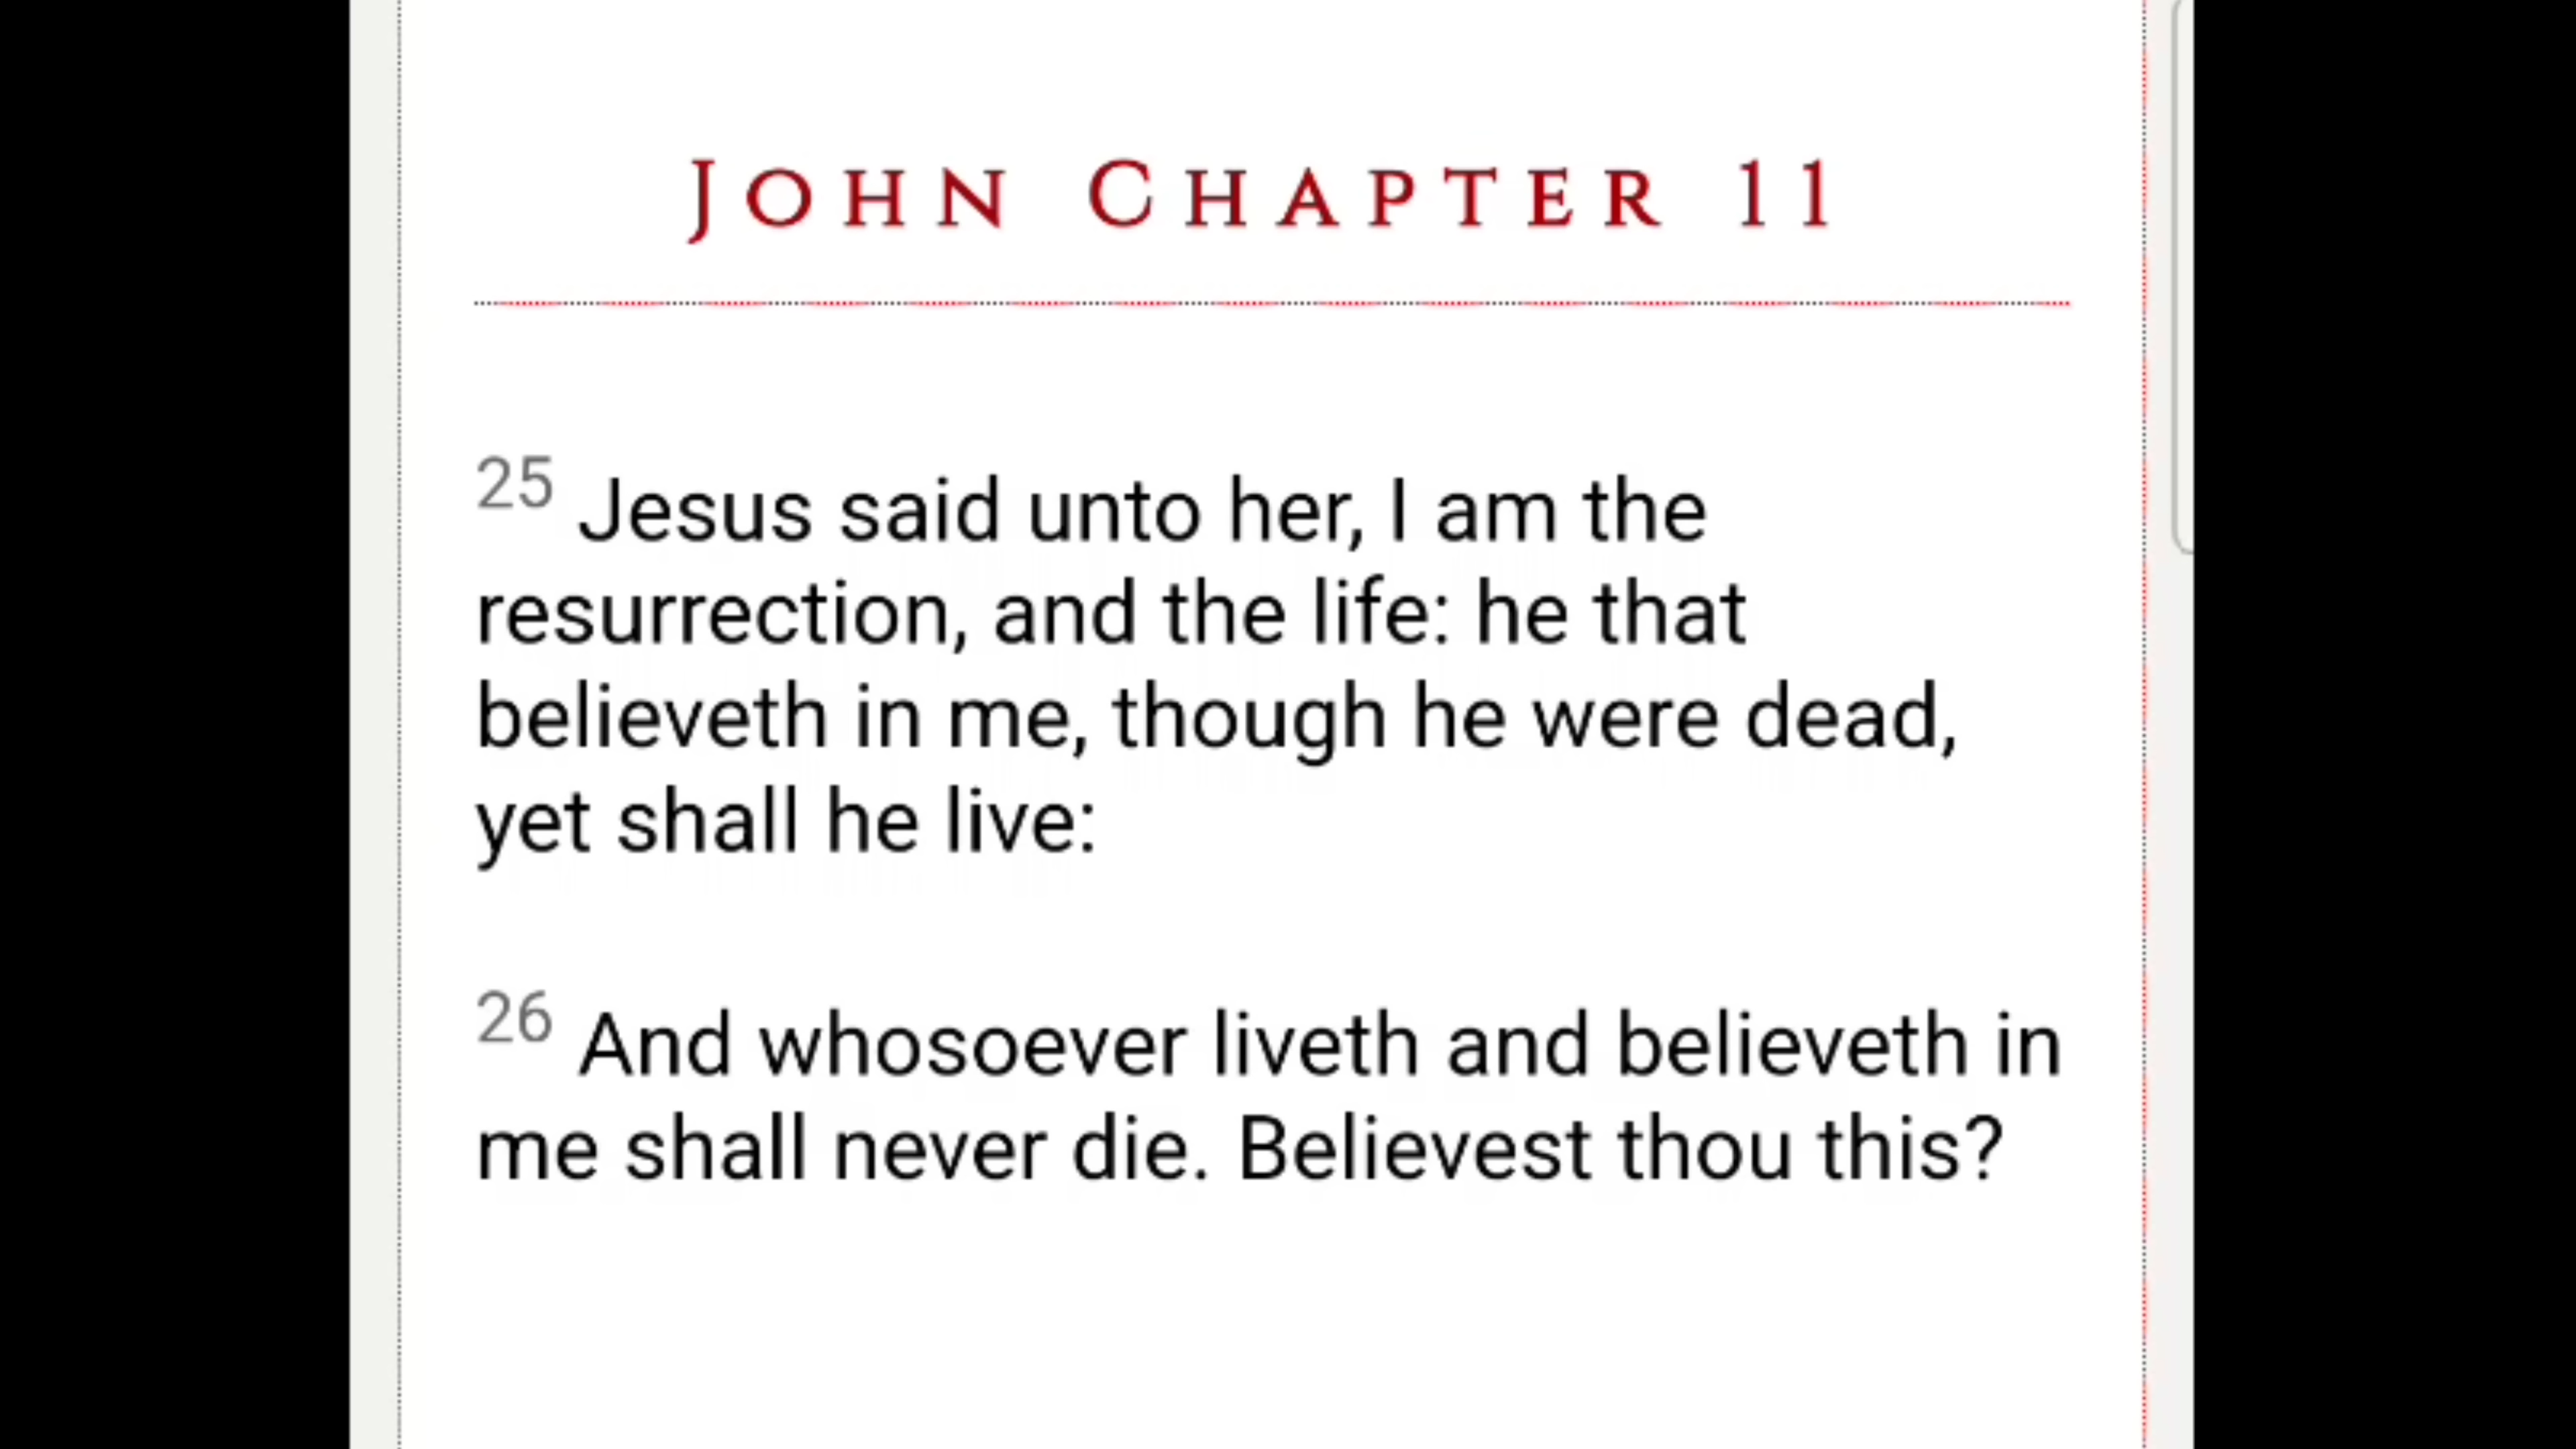 John Chapter 11
25 Jesus said unto her, I am the
resurrection, and the life: he that
believeth in me, though he were dead,
yet shall he live:
26 And whosoever liveth and believeth in
me shall never die. Believest thou this?